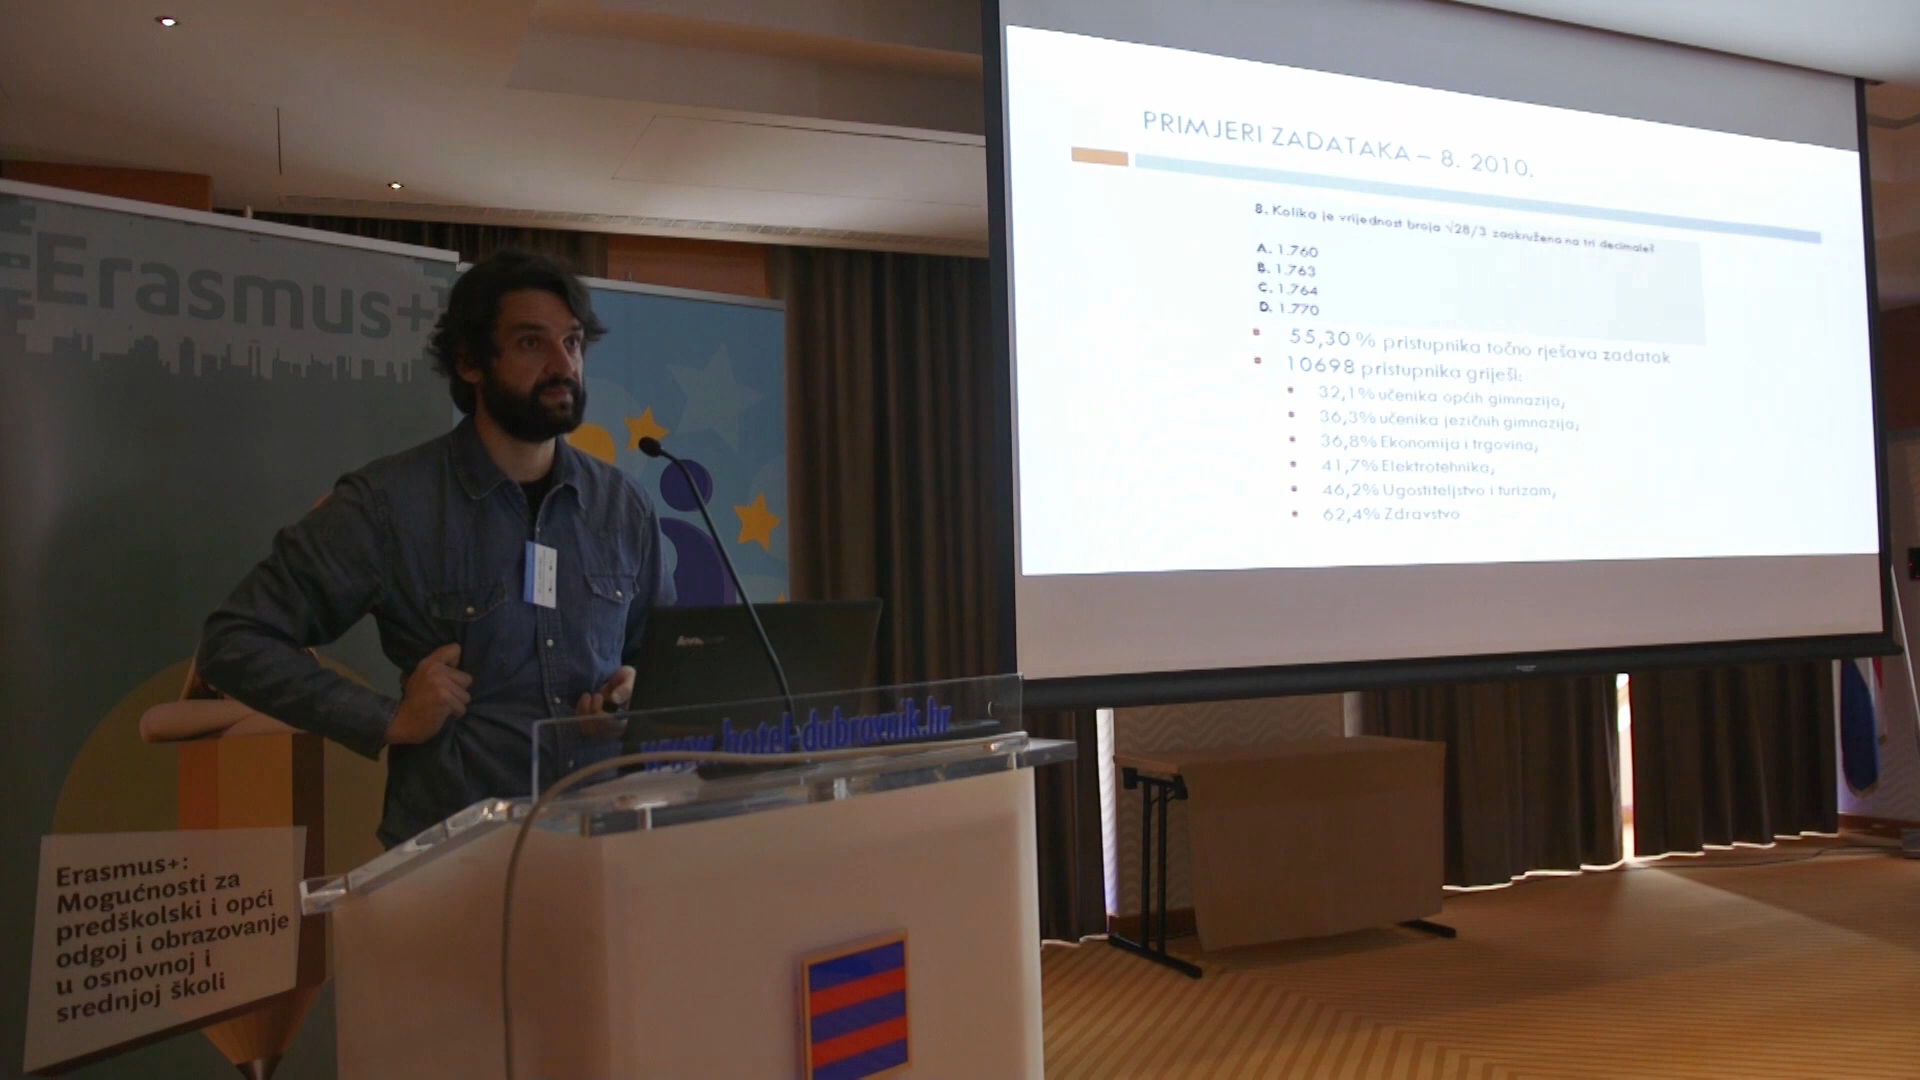 Erasmus+
Erasmus+:
Mogućnosti za
predškolski i opći
odgoj i obrazovanje
u osnovnoj i
srednjoj školi
www.hotel-dubrovnik.hr
PRIMJERI ZADATAKA – 8. 2010.
8. Kolika je vrijednost broja √28/3 zaokružena na tri decimale?
A. 1.760
B. 1.763
C. 1.764
D. 1.770
55,30 % pristupnika točno rješava zadatak
10698 pristupnika griješi:
32,1% učenika općih gimnazija,
36,3% učenika jezičnih gimnazija,
36,8% Ekonomija i trgovina,
41,7% Elektrotehnika,
46,2% Ugostiteljstvo i turizam,
62,4% Zdravstvo